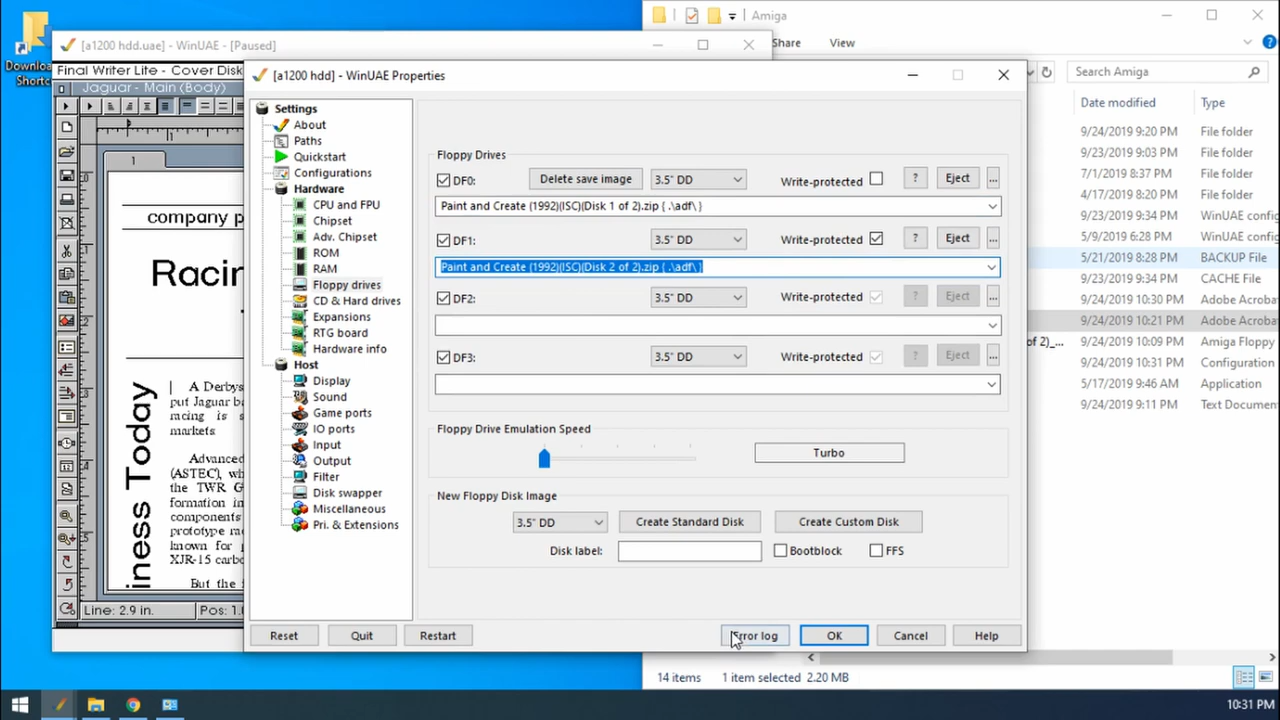 Downloa
Shortc
[a1200 hdd.uae] - WinUAE - [Paused]
Final Writer Lite - Cover Disk
Jaguar - Main (Body)
1
1
0
1
2
3
4
5
company p
Racin
iness Today
A Derbys
put Jaguar ba
racing is s
markets.
Advanced
(ASTEC), wh
the TWR G
formation in
components
prototype ma
known for p
XJR-15 carbo
But the i
Line: 2.9 in.
Pos: 1.0
[a1200 hdd] - WinUAE Properties
Settings
About
Paths
Quickstart
Configurations
Hardware
CPU and FPU
Chipset
Adv. Chipset
ROM
RAM
Floppy drives
CD & Hard drives
Expansions
RTG board
Hardware info
Host
Display
Sound
Game ports
IO ports
Input
Output
Filter
Disk swapper
Miscellaneous
Pri. & Extensions
Floppy Drives
DF0:
Delete save image
3.5" DD
Write-protected
?
Eject
...
Paint and Create (1992)(ISC)(Disk 1 of 2).zip { .\adf\ }
DF1:
3.5" DD
Write-protected
?
Eject
...
Paint and Create (1992)(ISC)(Disk 2 of 2).zip { .\adf\ }
DF2:
3.5" DD
Write-protected
?
Eject
...
DF3:
3.5" DD
Write-protected
?
Eject
...
Floppy Drive Emulation Speed
Turbo
New Floppy Disk Image
3.5" DD
Create Standard Disk
Create Custom Disk
Disk label:
Bootblock
FFS
Reset
Quit
Restart
Error log
OK
Cancel
Help
Amiga
Share
View
?
Search Amiga
Date modified
Type
9/24/2019 9:20 PM
File folder
9/23/2019 9:03 PM
File folder
7/1/2019 8:37 PM
File folder
4/17/2020 8:20 PM
File folder
9/23/2019 9:34 PM
WinUAE config
5/9/2019 6:28 PM
WinUAE config
5/21/2019 8:28 PM
BACKUP File
9/23/2019 9:34 PM
CACHE File
9/24/2019 10:30 PM
Adobe Acrobat
9/24/2019 10:21 PM
Adobe Acrobat
of 2)_...
9/24/2019 10:09 PM
Amiga Floppy
9/24/2019 10:31 PM
Configuration
5/17/2019 9:46 AM
Application
9/24/2019 9:11 PM
Text Documen
14 items
1 item selected 2.20 MB
10:31 PM